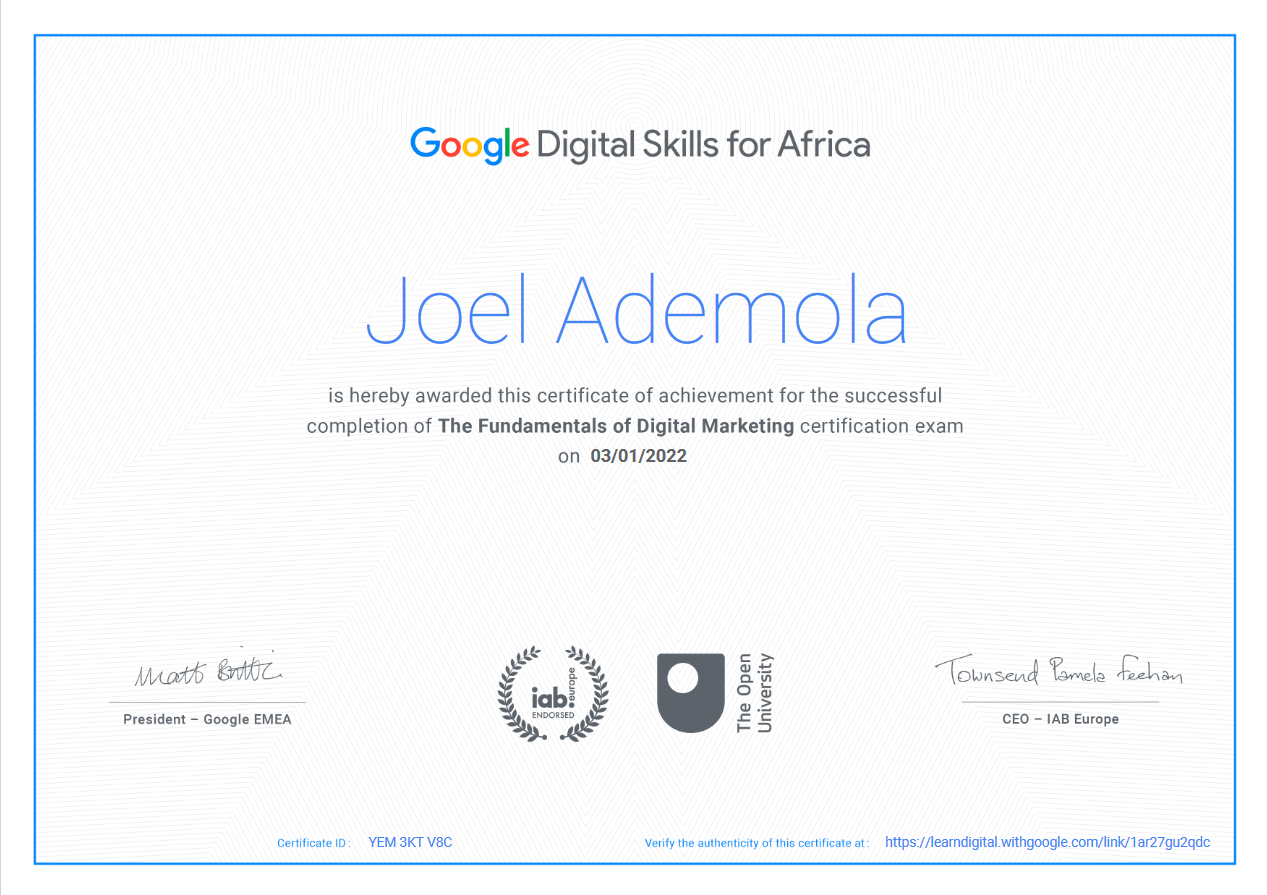 Google Digital Skills for Africa
Joel Ademola
is hereby awarded this certificate of achievement for the successful
completion of The Fundamentals of Digital Marketing certification exam
on 03/01/2022
Matt Brittin
President – Google EMEA
iab.europe
ENDORSED
The Open
University
Townsend Pamela Feehan
CEO – IAB Europe
Certificate ID : YEM 3KT V8C
Verify the authenticity of this certificate at : https://learndigital.withgoogle.com/link/1ar27gu2qdc